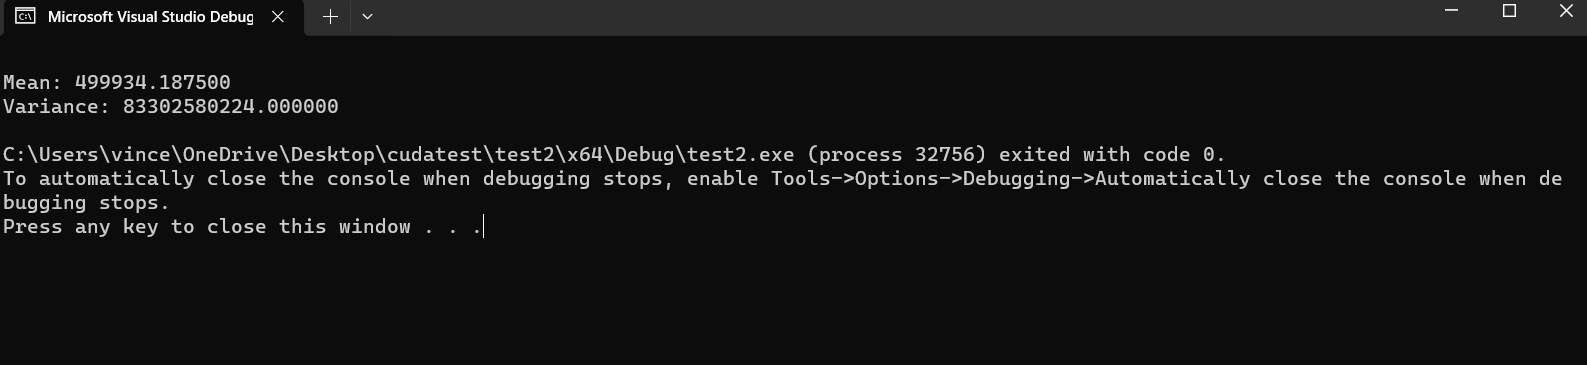 Microsoft Visual Studio Debug
Mean: 499934.187500
Variance: 83302580224.000000
C:\Users\vince\OneDrive\Desktop\cudatest\test2\x64\Debug\test2.exe (process 32756) exited with code 0.
To automatically close the console when debugging stops, enable Tools->Options->Debugging->Automatically close the console when de
bugging stops.
Press any key to close this window . . .